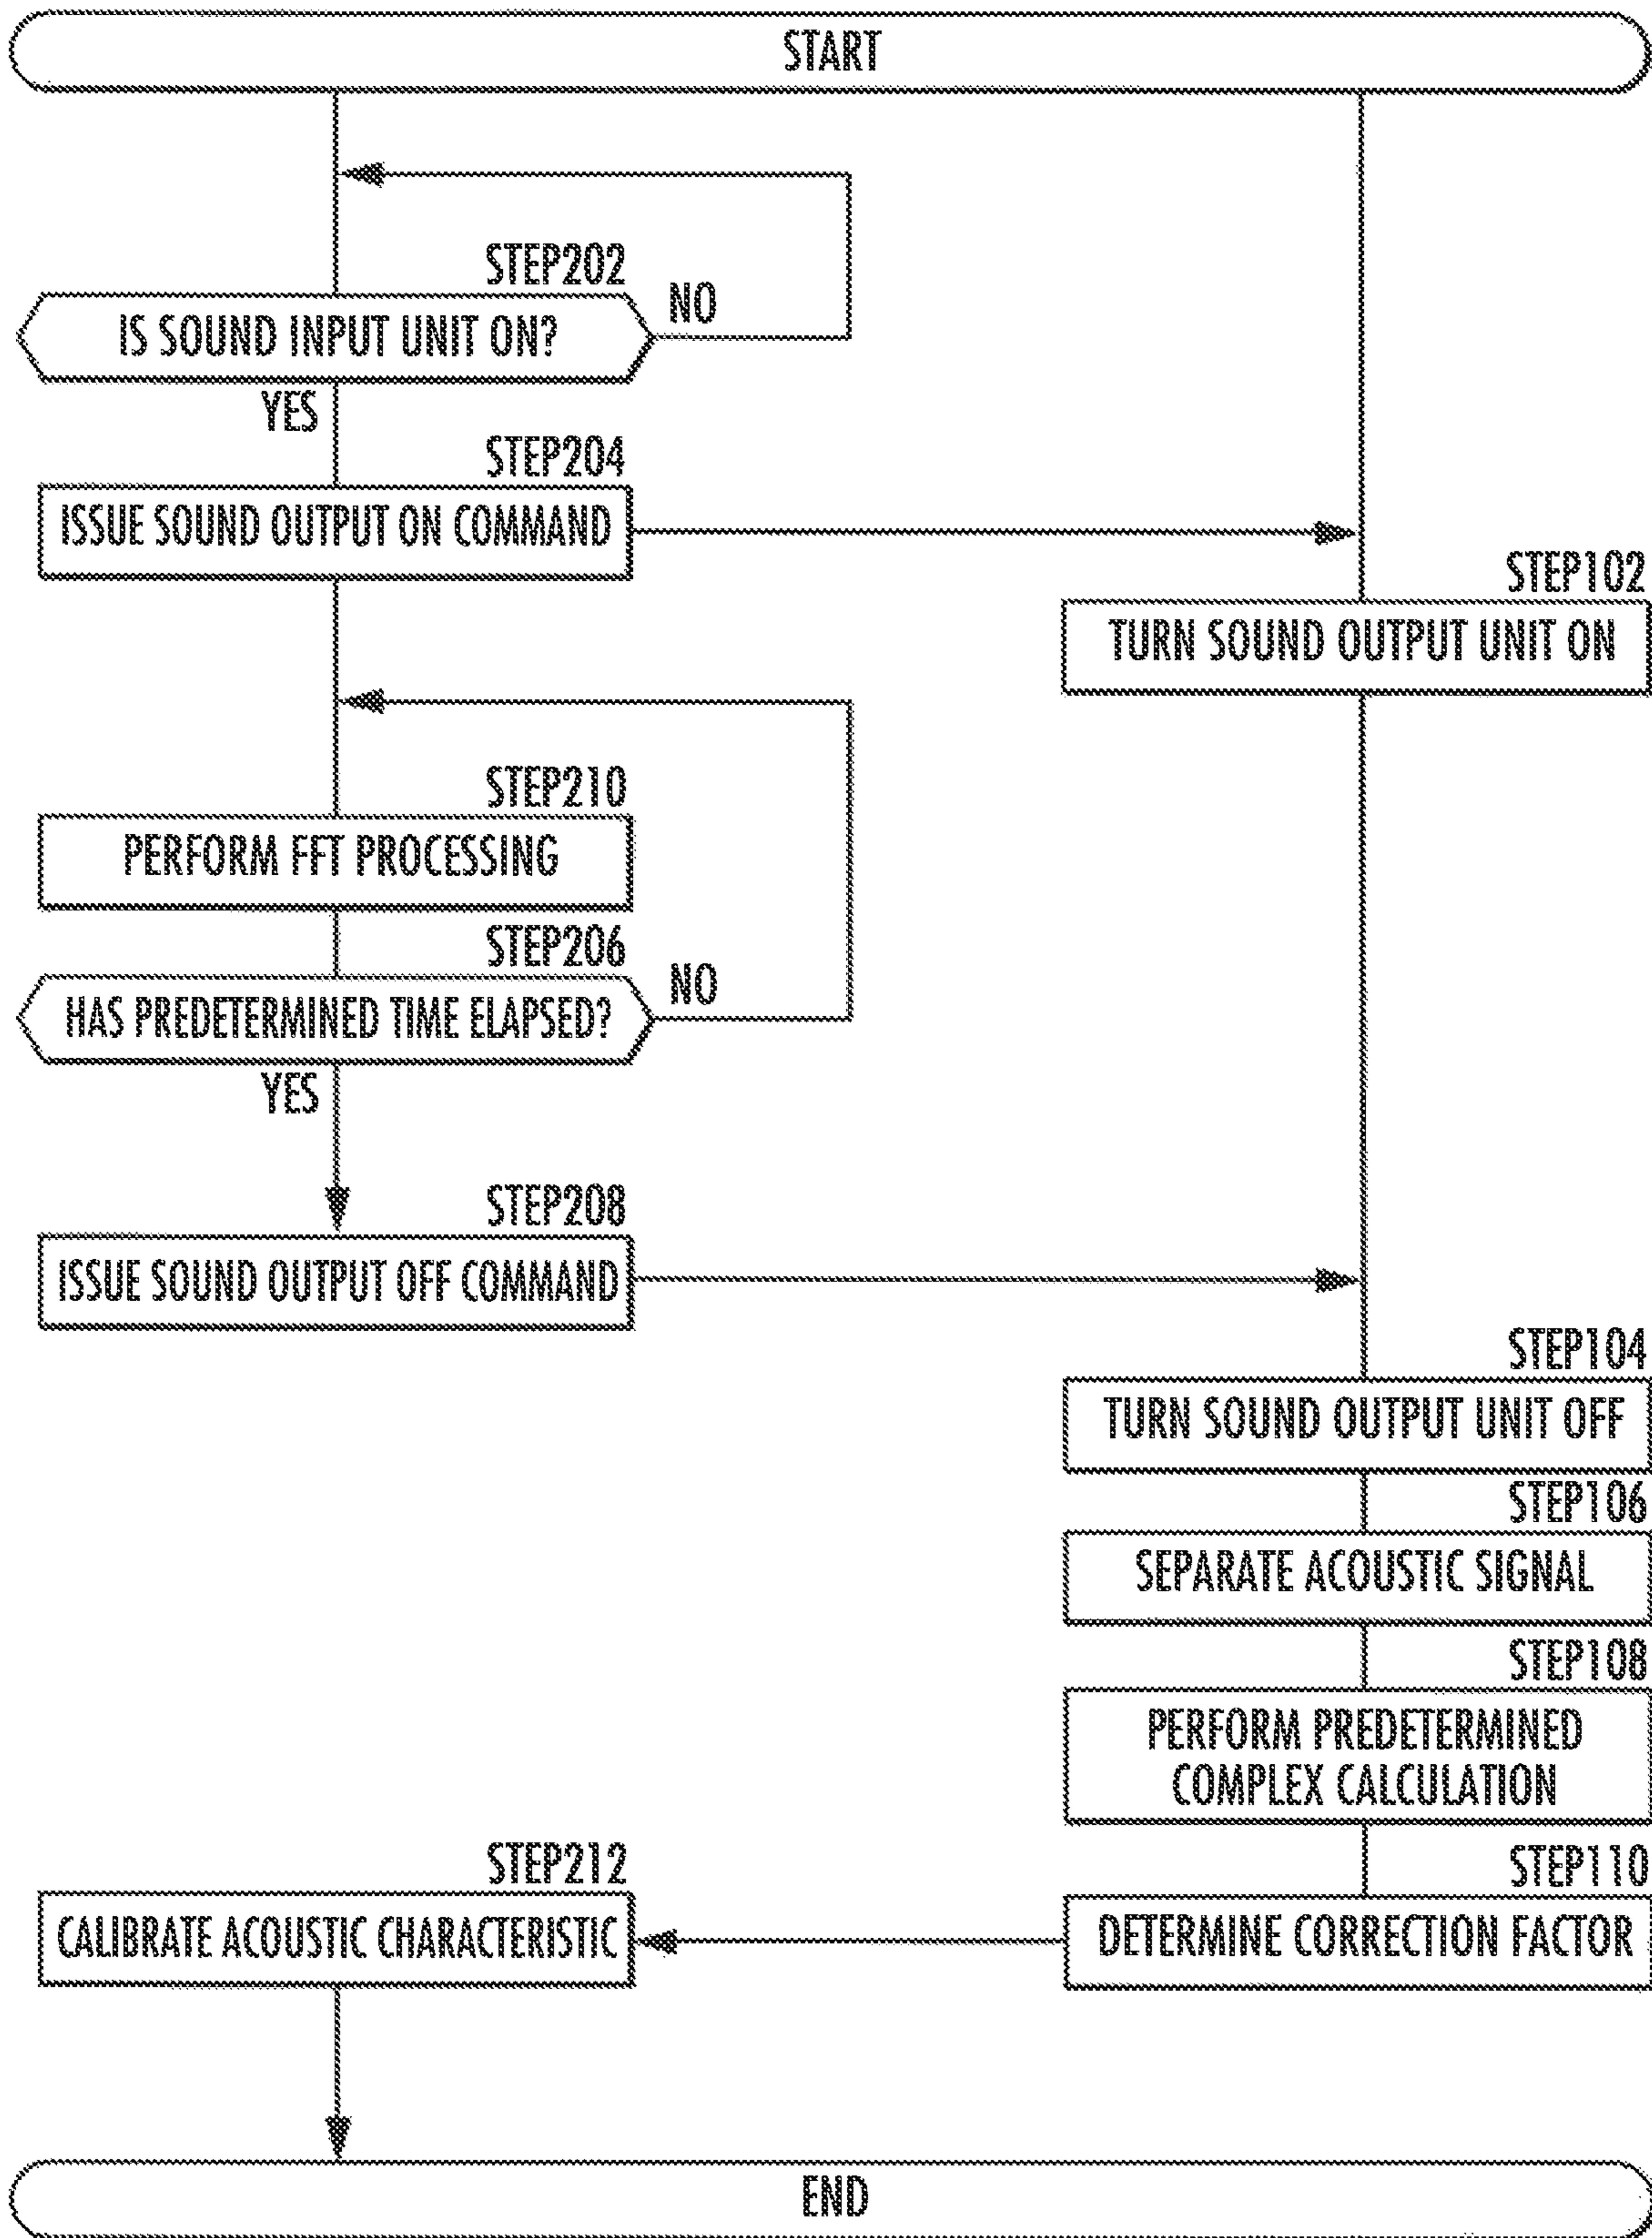 START
STEP202
IS SOUND INPUT UNIT ON?
NO
YES
STEP204
ISSUE SOUND OUTPUT ON COMMAND
STEP102
TURN SOUND OUTPUT UNIT ON
STEP210
PERFORM FFT PROCESSING
STEP206
HAS PREDETERMINED TIME ELAPSED?
NO
YES
STEP208
ISSUE SOUND OUTPUT OFF COMMAND
STEP104
TURN SOUND OUTPUT UNIT OFF
STEP106
SEPARATE ACOUSTIC SIGNAL
STEP108
PERFORM PREDETERMINED
COMPLEX CALCULATION
STEP110
DETERMINE CORRECTION FACTOR
STEP212
CALIBRATE ACOUSTIC CHARACTERISTIC
END